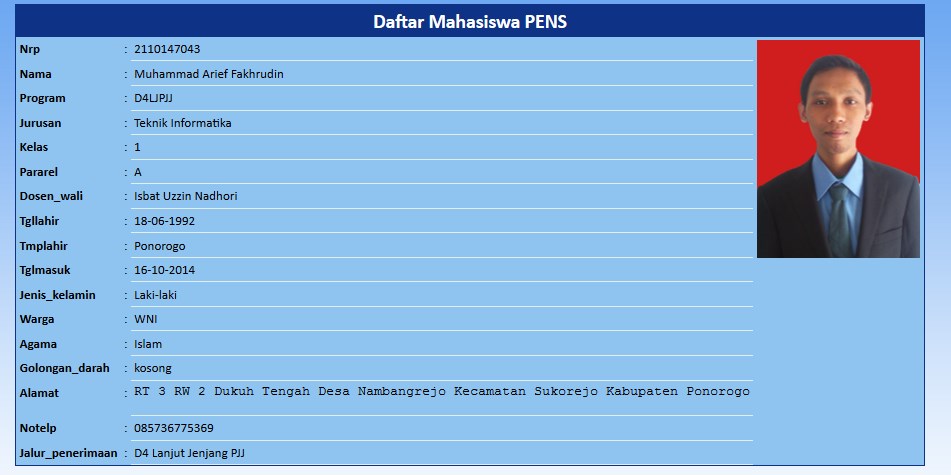 Daftar Mahasiswa PENS
Nrp : 2110147043
Nama : Muhammad Arief Fakhrudin
Program : D4LJPJJ
Jurusan : Teknik Informatika
Kelas : 1
Pararel : A
Dosen_wali : Isbat Uzzin Nadhori
Tgllahir : 18-06-1992
Tmplahir : Ponorogo
Tglmasuk : 16-10-2014
Jenis_kelamin : Laki-laki
Warga : WNI
Agama : Islam
Golongan_darah : kosong
Alamat : RT 3 RW 2 Dukuh Tengah Desa Nambangrejo Kecamatan Sukorejo Kabupaten Ponorogo
Notelp : 085736775369
Jalur_penerimaan : D4 Lanjut Jenjang PJJ